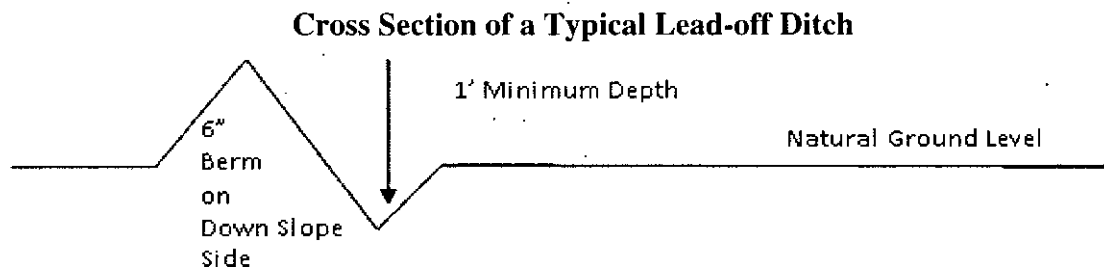 Cross Section of a Typical Lead-off Ditch
1' Minimum Depth
6"
Berm
on
Down Slope
Side
Natural Ground Level